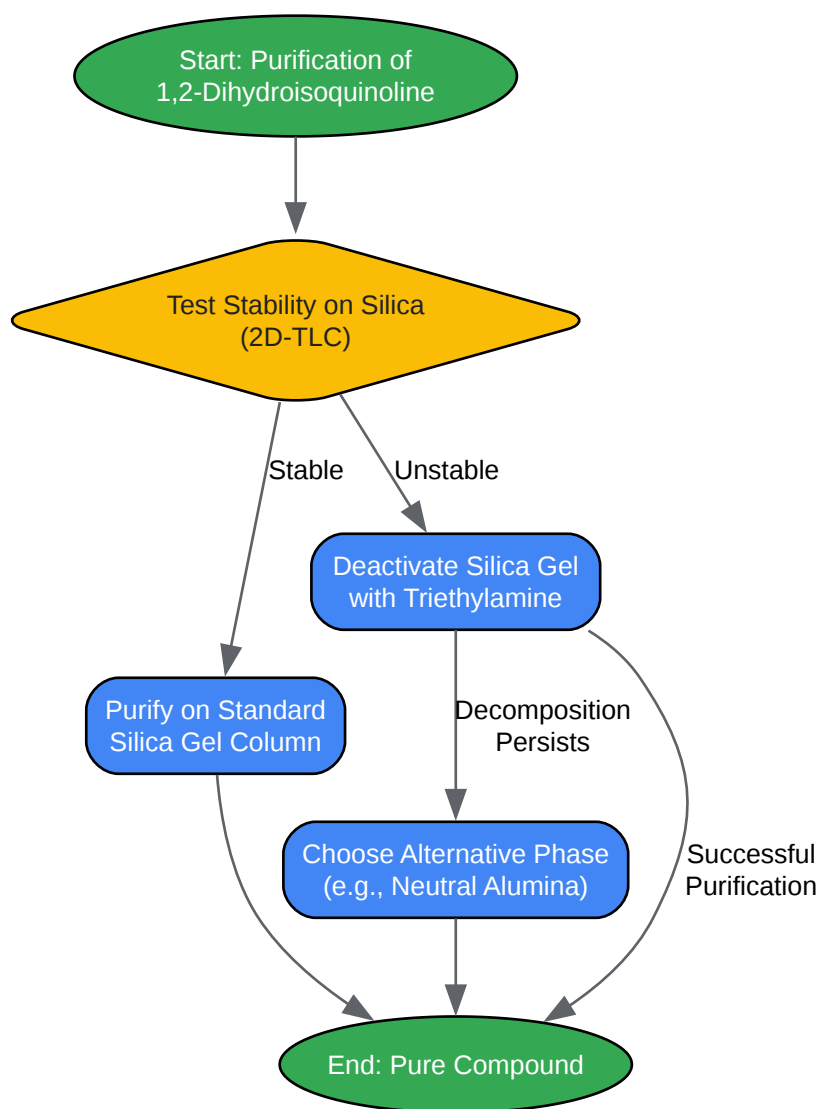 Start: Purification of
1,2-Dihydroisoquinoline
Test Stability on Silica
(2D-TLC)
Stable
Unstable
Deactivate Silica Gel
with Triethylamine
Purify on Standard
Silica Gel Column
Decomposition
Persists
Choose Alternative Phase
(e.g., Neutral Alumina)
Successful
Purification
End: Pure Compound